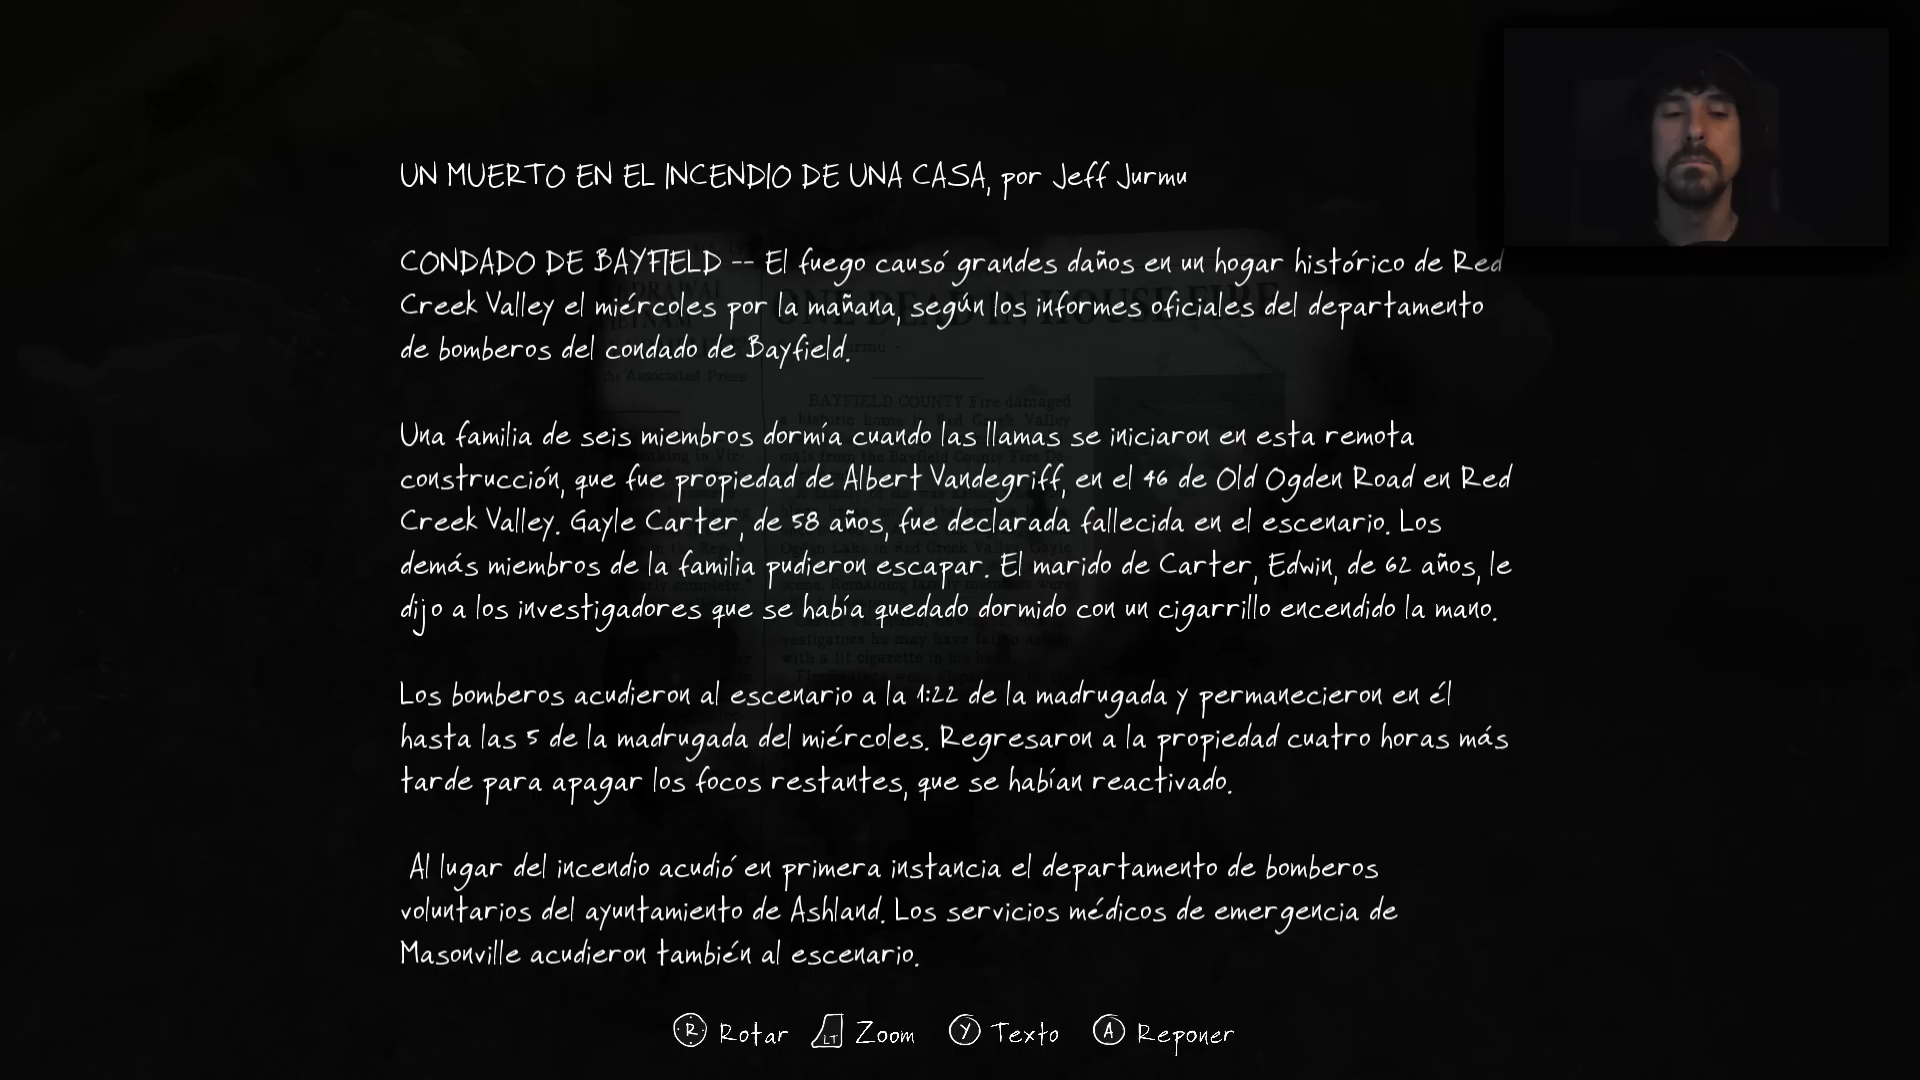 UN MUERTO EN EL INCENDIO DE UNA CASA, por Jeff Jurmu
CONDADO DE BAYFIELD -- El fuego causó grandes daños en un hogar histórico de Red
Creek Valley el miércoles por la mañana, según los informes oficiales del departamento
de bomberos del condado de Bayfield.
Una familia de seis miembros dormía cuando las llamas se iniciaron en esta remota
construcción, que fue propiedad de Albert Vandegriff, en el 46 de Old Ogden Road en Red
Creek Valley. Gayle Carter, de 58 años, fue declarada fallecida en el escenario. Los
demás miembros de la familia pudieron escapar. El marido de Carter, Edwin, de 62 años, le
dijo a los investigadores que se había quedado dormido con un cigarrillo encendido la mano.
Los bomberos acudieron al escenario a la 1:22 de la madrugada y permanecieron en él
hasta las 5 de la madrugada del miércoles. Regresaron a la propiedad cuatro horas más
tarde para apagar los focos restantes, que se habían reactivado.
Al lugar del incendio acudió en primera instancia el departamento de bomberos
voluntarios del ayuntamiento de Ashland. Los servicios médicos de emergencia de
Masonville acudieron también al escenario.
R Rotar LT Zoom Y Texto A Reponer